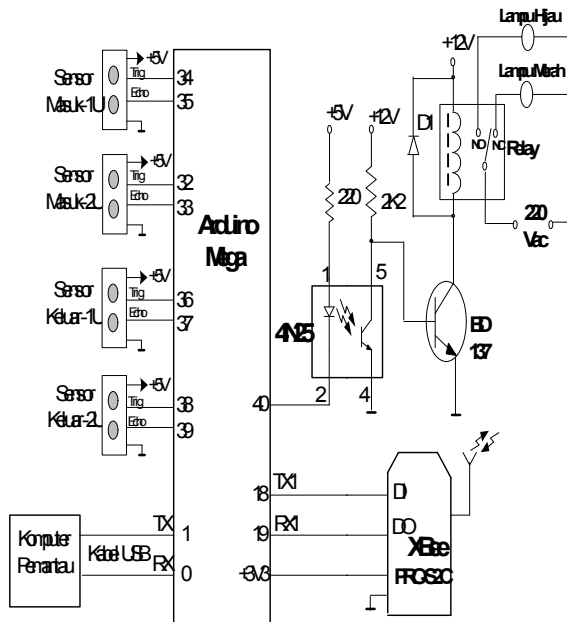 Lampu Hijau
+12V
Lampu Merah
Sensor
Masuk-1U
+5V
Trig
34
Echo
35
D1
NO
NC
Relay
+5V
+12V
Sensor
Masuk-2U
+5V
Trig
32
Echo
33
220
2K2
220
Vac
Arduino
Mega
1
5
Sensor
Keluar-1U
+5V
Trig
36
Echo
37
4N25
BD
137
Sensor
Keluar-2U
+5V
Trig
38
Echo
39
40
2
4
18
TX1
DI
Komputer
Pemantau
TX
1
19
RX1
DO
Kabel USB
XBee
PRO S2C
RX
0
+3V3